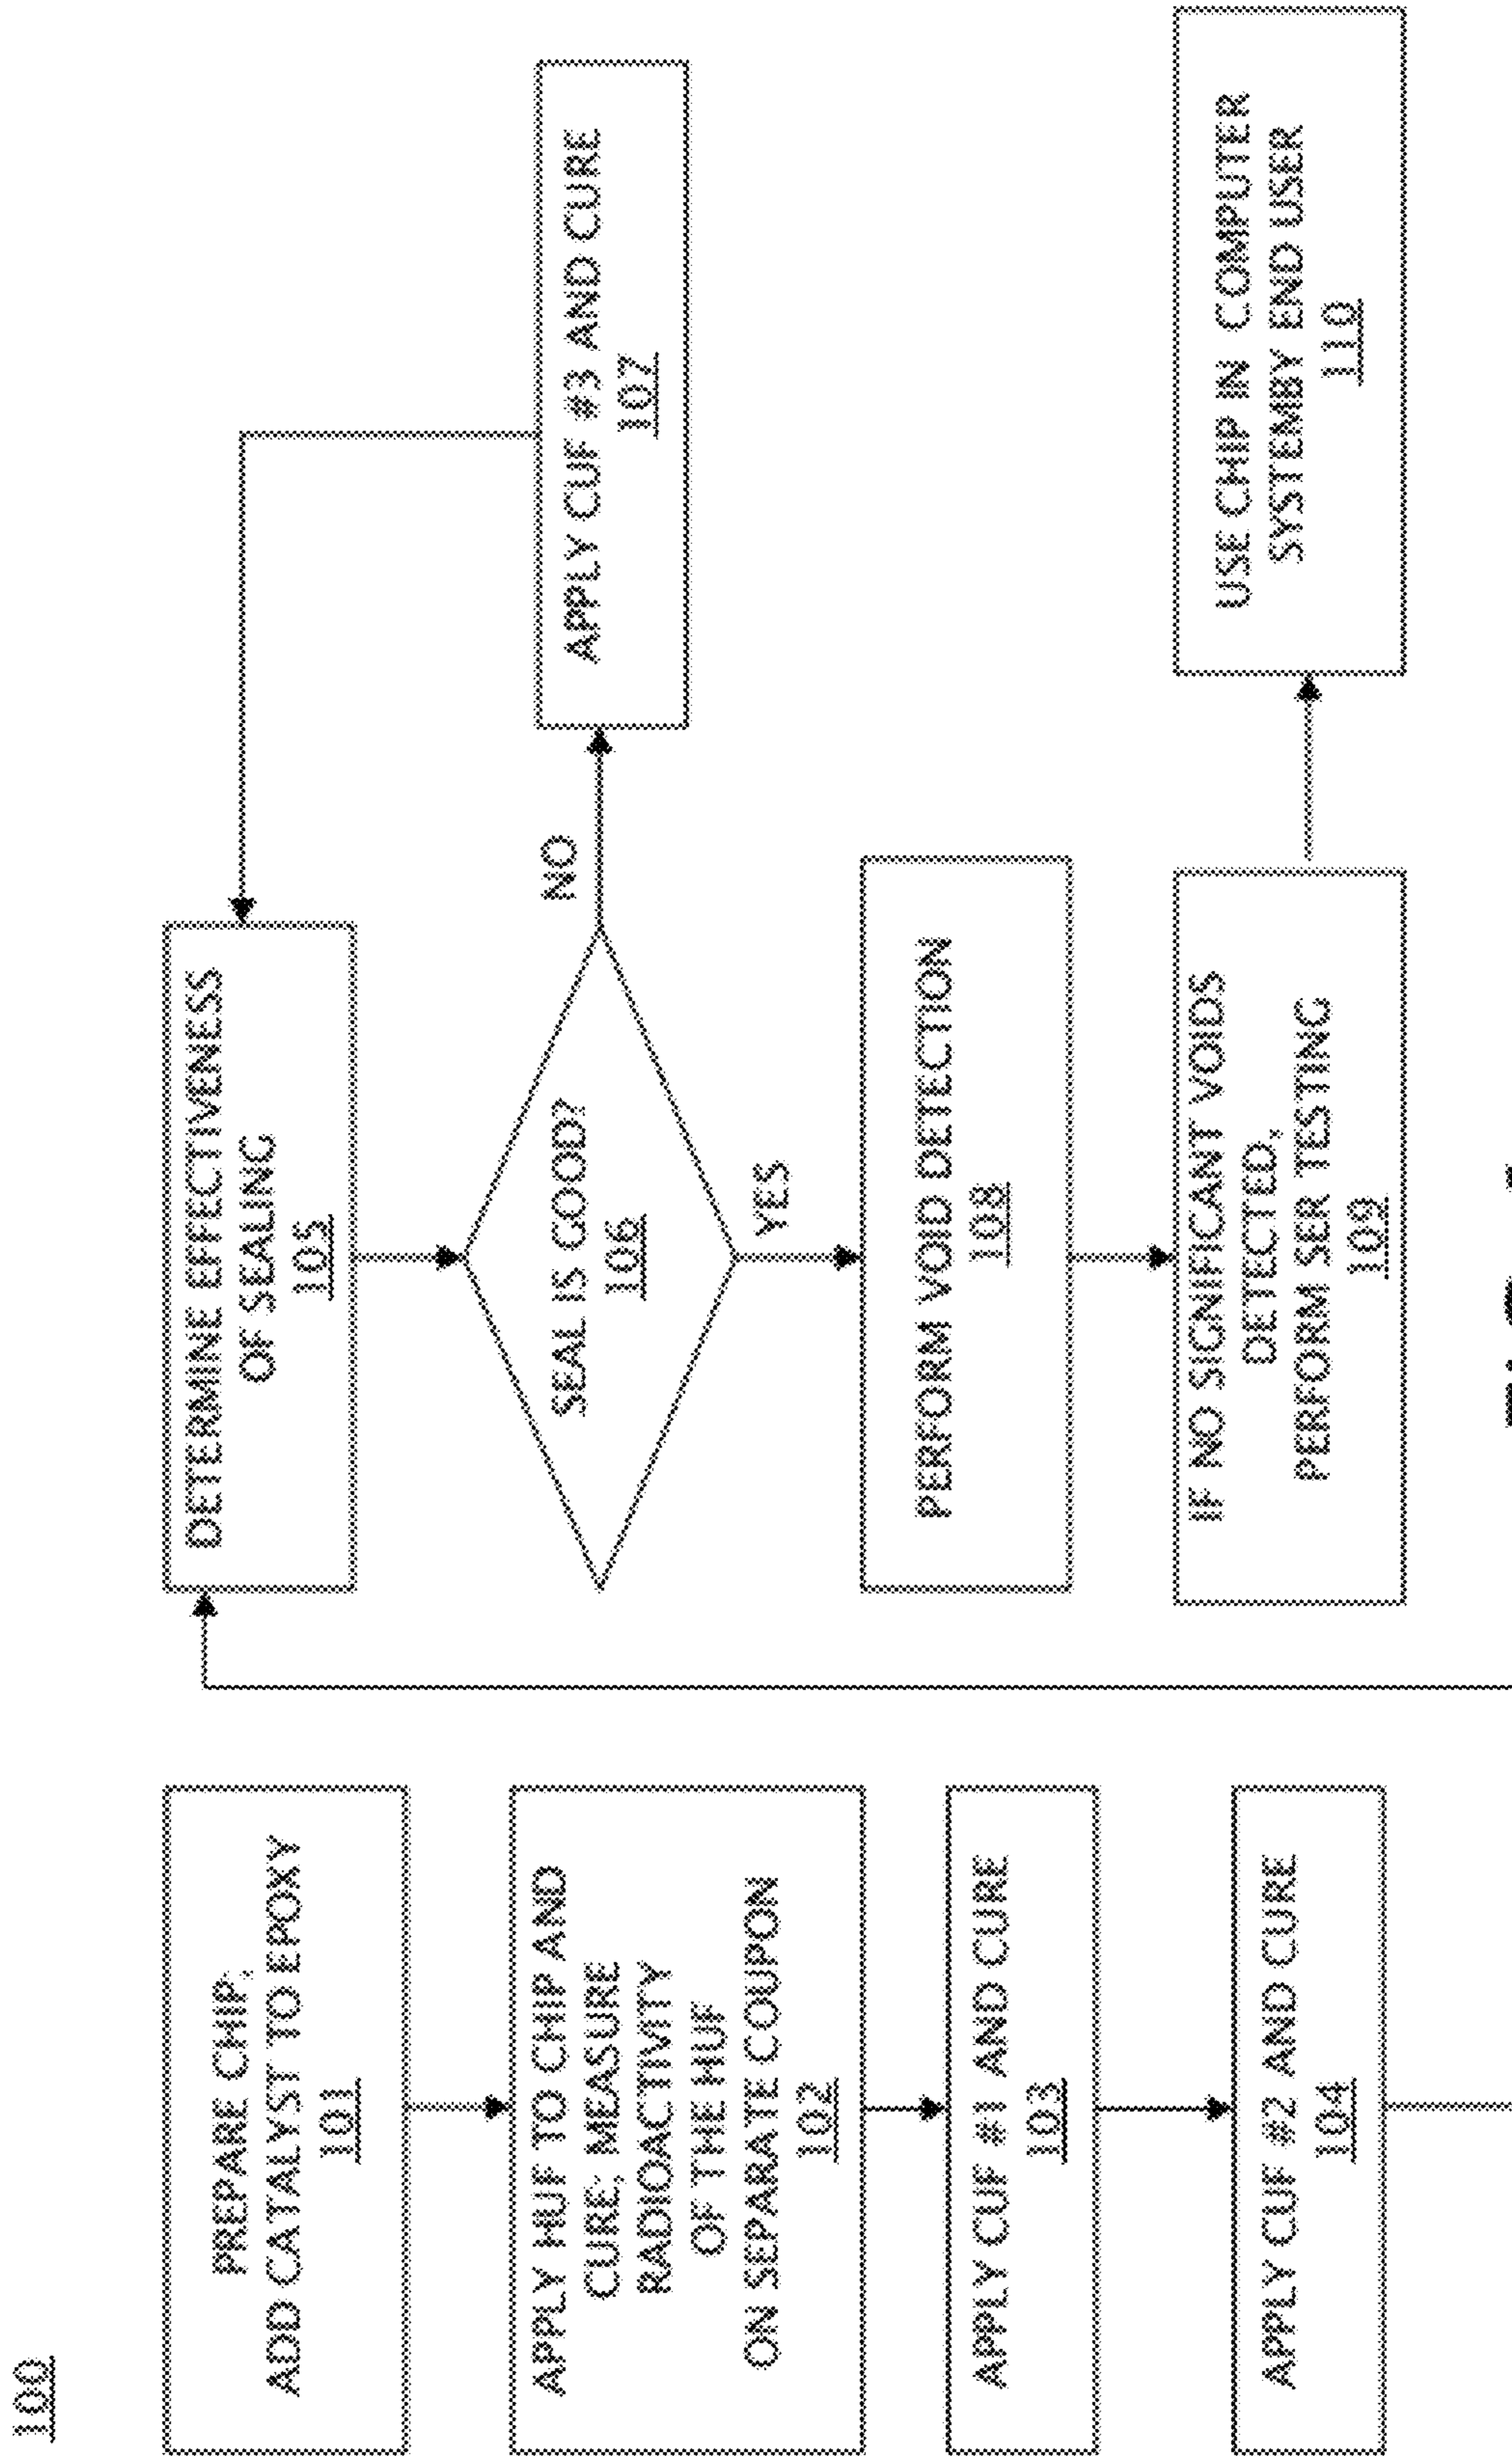 100
PREPARE CHIP,
ADD CATALYST TO EPOXY
101
APPLY HUF TO CHIP AND
CURE; MEASURE
RADIOACTIVITY
OF THE HUF
ON SEPARATE COUPON
102
APPLY CUF #1 AND CURE
103
APPLY CUF #2 AND CURE
104
DETERMINE EFFECTIVENESS
OF SEALING
105
SEAL IS GOOD?
106
NO
APPLY CUF #3 AND CURE
107
YES
PERFORM VOID DETECTION
108
IF NO SIGNIFICANT VOIDS
DETECTED,
PERFORM SER TESTING
109
USE CHIP IN COMPUTER
SYSTEMBY END USER
110